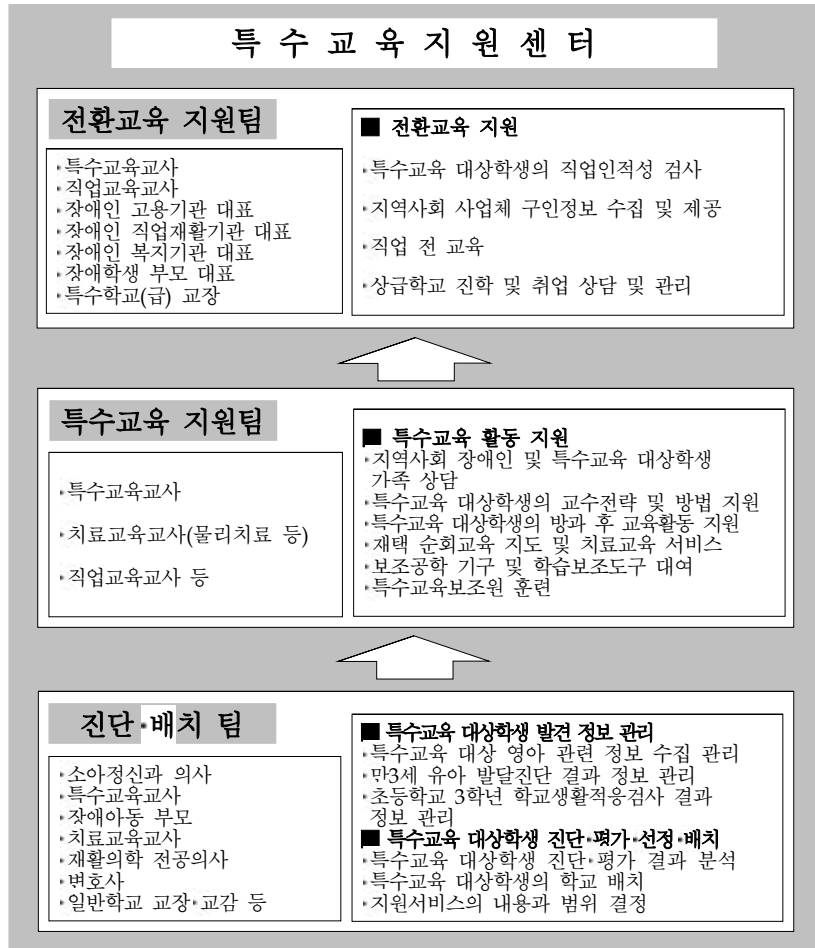 특 수 교 육 지 원 센 터
전환교육 지원팀
·특수교육교사
·직업교육교사
·장애인 고용기관 대표
·장애인 직업재활기관 대표
·장애인 복지기관 대표
·장애학생 부모 대표
·특수학교(급) 교장
■ 전환교육 지원
·특수교육 대상학생의 직업인적성 검사
·지역사회 사업체 구인정보 수집 및 제공
·직업 전 교육
·상급학교 진학 및 취업 상담 및 관리
특수교육 지원팀
·특수교육교사
·치료교육교사(물리치료 등)
·직업교육교사 등
■ 특수교육 활동 지원
·지역사회 장애인 및 특수교육 대상학생
가족 상담
·특수교육 대상학생의 교수전략 및 방법 지원
·특수교육 대상학생의 방과 후 교육활동 지원
·재택 순회교육 지도 및 치료교육 서비스
·보조공학 기구 및 학습보조도구 대여
·특수교육보조원 훈련
진단·배치 팀
·소아정신과 의사
·특수교육교사
·장애아동 부모
·치료교육교사
·재활의학 전공의사
·변호사
·일반학교 교장·교감 등
■ 특수교육 대상학생 발견 정보 관리
·특수교육 대상 영아 관련 정보 수집 관리
·만3세 유아 발달진단 결과 정보 관리
·초등학교 3학년 학교생활적응검사 결과
정보 관리
■ 특수교육 대상학생 진단·평가·선정·배치
·특수교육 대상학생 진단·평가 결과 분석
·특수교육 대상학생의 학교 배치
·지원서비스의 내용과 범위 결정